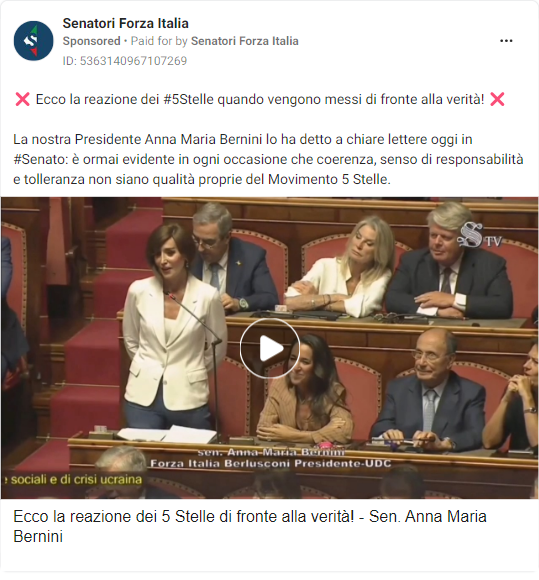 Senatori Forza Italia
Sponsored • Paid for by Senatori Forza Italia
ID: 5363140967107269
❌ Ecco la reazione dei #5Stelle quando vengono messi di fronte alla verità! ❌
La nostra Presidente Anna Maria Bernini lo ha detto a chiare lettere oggi in
#Senato: è ormai evidente in ogni occasione che coerenza, senso di responsabilità
e tolleranza non siano qualità proprie del Movimento 5 Stelle.
S TV
sen. Anna Maria Bernini
Forza Italia Berlusconi Presidente-UDC
e sociali e di crisi ucraina
Ecco la reazione dei 5 Stelle di fronte alla verità! - Sen. Anna Maria
Bernini